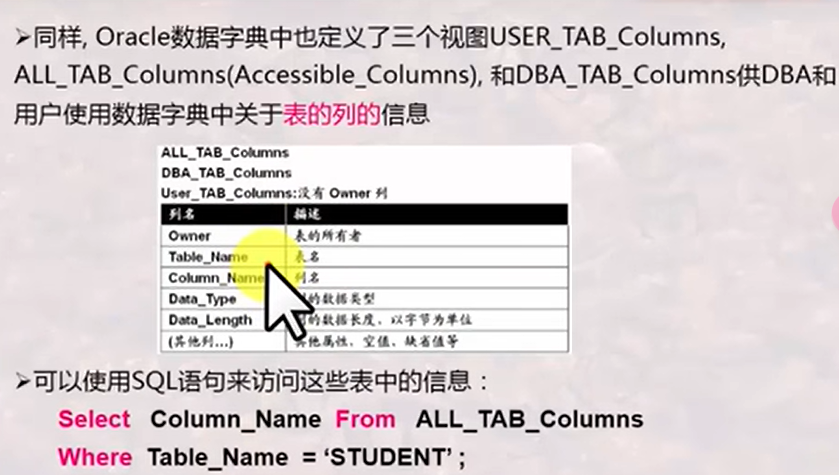 ➢同样, Oracle数据字典中也定义了三个视图USER_TAB_Columns,
ALL_TAB_Columns(Accessible_Columns), 和DBA_TAB_Columns供DBA和
用户使用数据字典中关于表的列的信息
ALL_TAB_Columns
DBA_TAB_Columns
User_TAB_Columns:没有 Owner 列
列名 描述
Owner 表的所有者
Table_Name 表名
Column_Name 列名
Data_Type 的数据类型
Data_Length 的数据长度、以字节为单位
(其他列...) 其他属性、空值、缺省值等
➢可以使用SQL语句来访问这些表中的信息：
Select Column_Name From ALL_TAB_Columns
Where Table_Name = ‘STUDENT’ ;